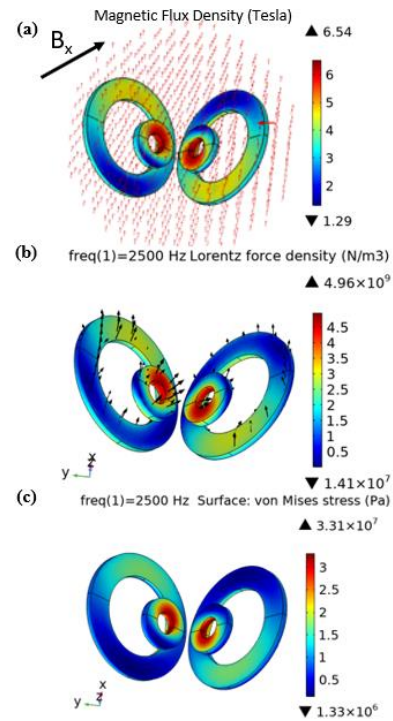 Magnetic Flux Density (Tesla)
(a)
Bx
▲ 6.54
6
5
4
3
2
▼ 1.29
(b)
freq(1)=2500 Hz Lorentz force density (N/m3)
▲ 4.96×10⁹
4.5
4
3.5
3
2.5
2
1.5
1
0.5
▼ 1.41×10⁷
x
y z
(c)
freq(1)=2500 Hz Surface: von Mises stress (Pa)
▲ 3.31×10⁷
3
2.5
2
1.5
1
0.5
▼ 1.33×10⁶
x
y z